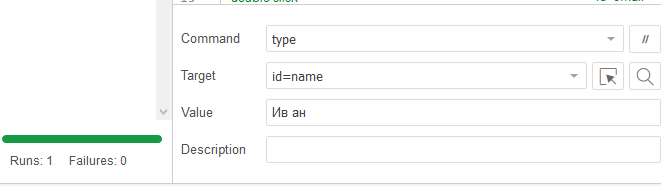 Command type //
Target id=name
Value Ив ан
Runs: 1 Failures: 0
Description